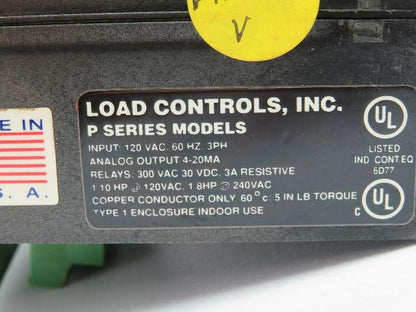 V
LOAD CONTROLS, INC.
P SERIES MODELS
INPUT: 120 VAC, 60 HZ, 3PH
ANALOG OUTPUT 4-20MA
RELAYS: 300 VAC 30 VDC. 3A RESISTIVE
1 10 HP @ 120VAC. 1 8HP @ 240VAC
COPPER CONDUCTOR ONLY 60°c: 5 IN LB TORQUE
TYPE 1 ENCLOSURE INDOOR USE
UL
LISTED
IND CONT EQ
6D77
c UL
E IN
S. A.